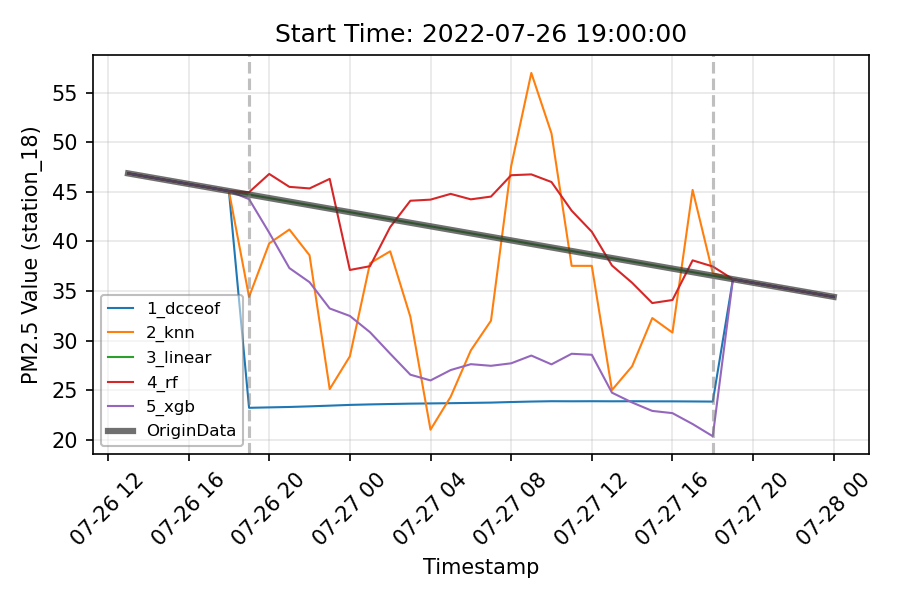 Start Time: 2022-07-26 19:00:00
PM2.5 Value (station_18)
55
50
45
40
35
30
25
20
1_dcceof
2_knn
3_linear
4_rf
5_xgb
OriginData
07-26 12
07-26 16
07-26 20
07-27 00
07-27 04
07-27 08
07-27 12
07-27 16
07-27 20
07-28 00
Timestamp